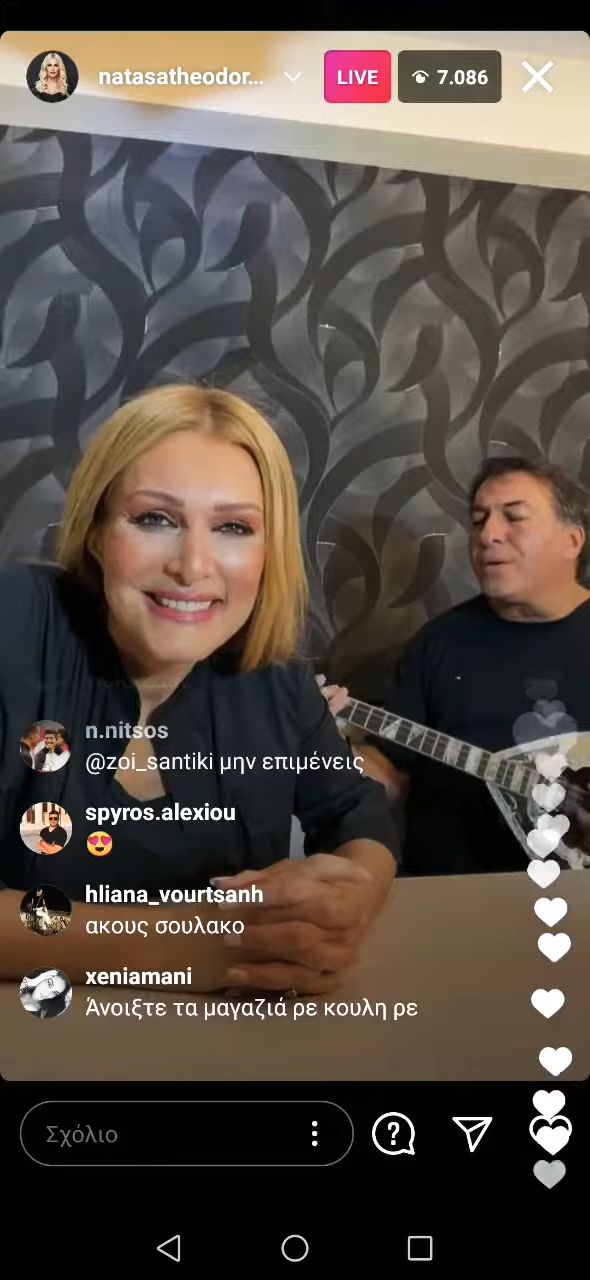 natasatheodor...
LIVE
7.086
n.nitsos
@zoi_santiki μην επιμένεις
spyros.alexiou
😍
hliana_vourtsanh
ακους σουλακο
xeniamani
Άνοιξτε τα μαγαζιά ρε κουλη ρε
Σχόλιο